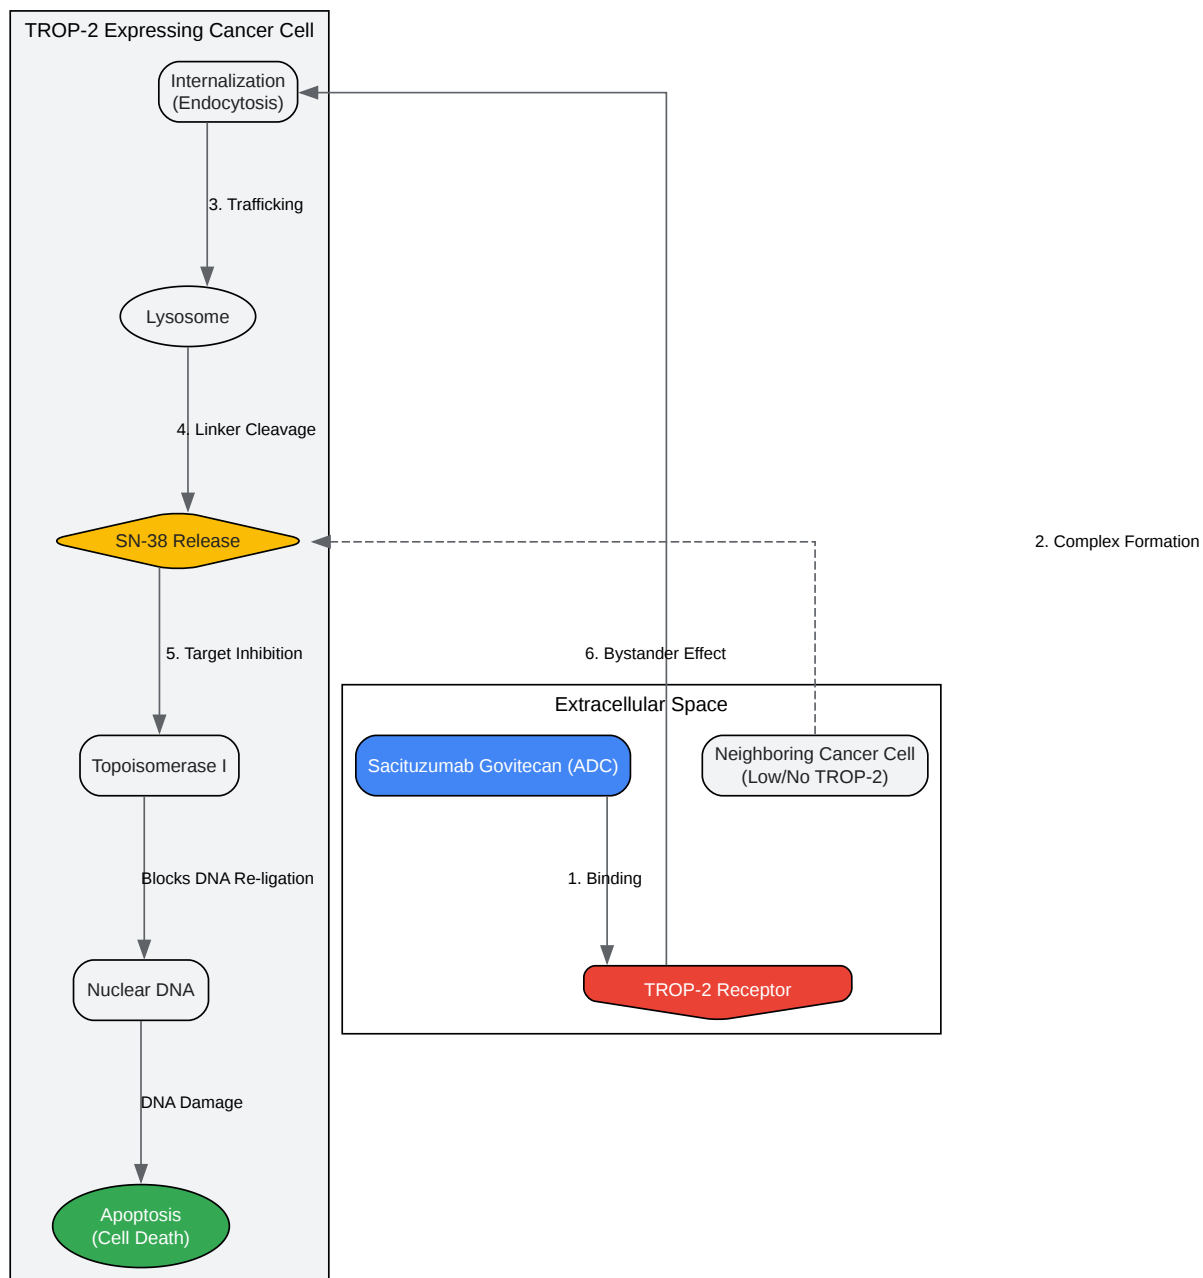 TROP-2 Expressing Cancer Cell
Internalization
(Endocytosis)
3. Trafficking
Lysosome
4. Linker Cleavage
SN-38 Release
2. Complex Formation
5. Target Inhibition
6. Bystander Effect
Extracellular Space
Topoisomerase I
Sacituzumab Govitecan (ADC)
Neighboring Cancer Cell
(Low/No TROP-2)
Blocks DNA Re-ligation
1. Binding
Nuclear DNA
TROP-2 Receptor
DNA Damage
Apoptosis
(Cell Death)